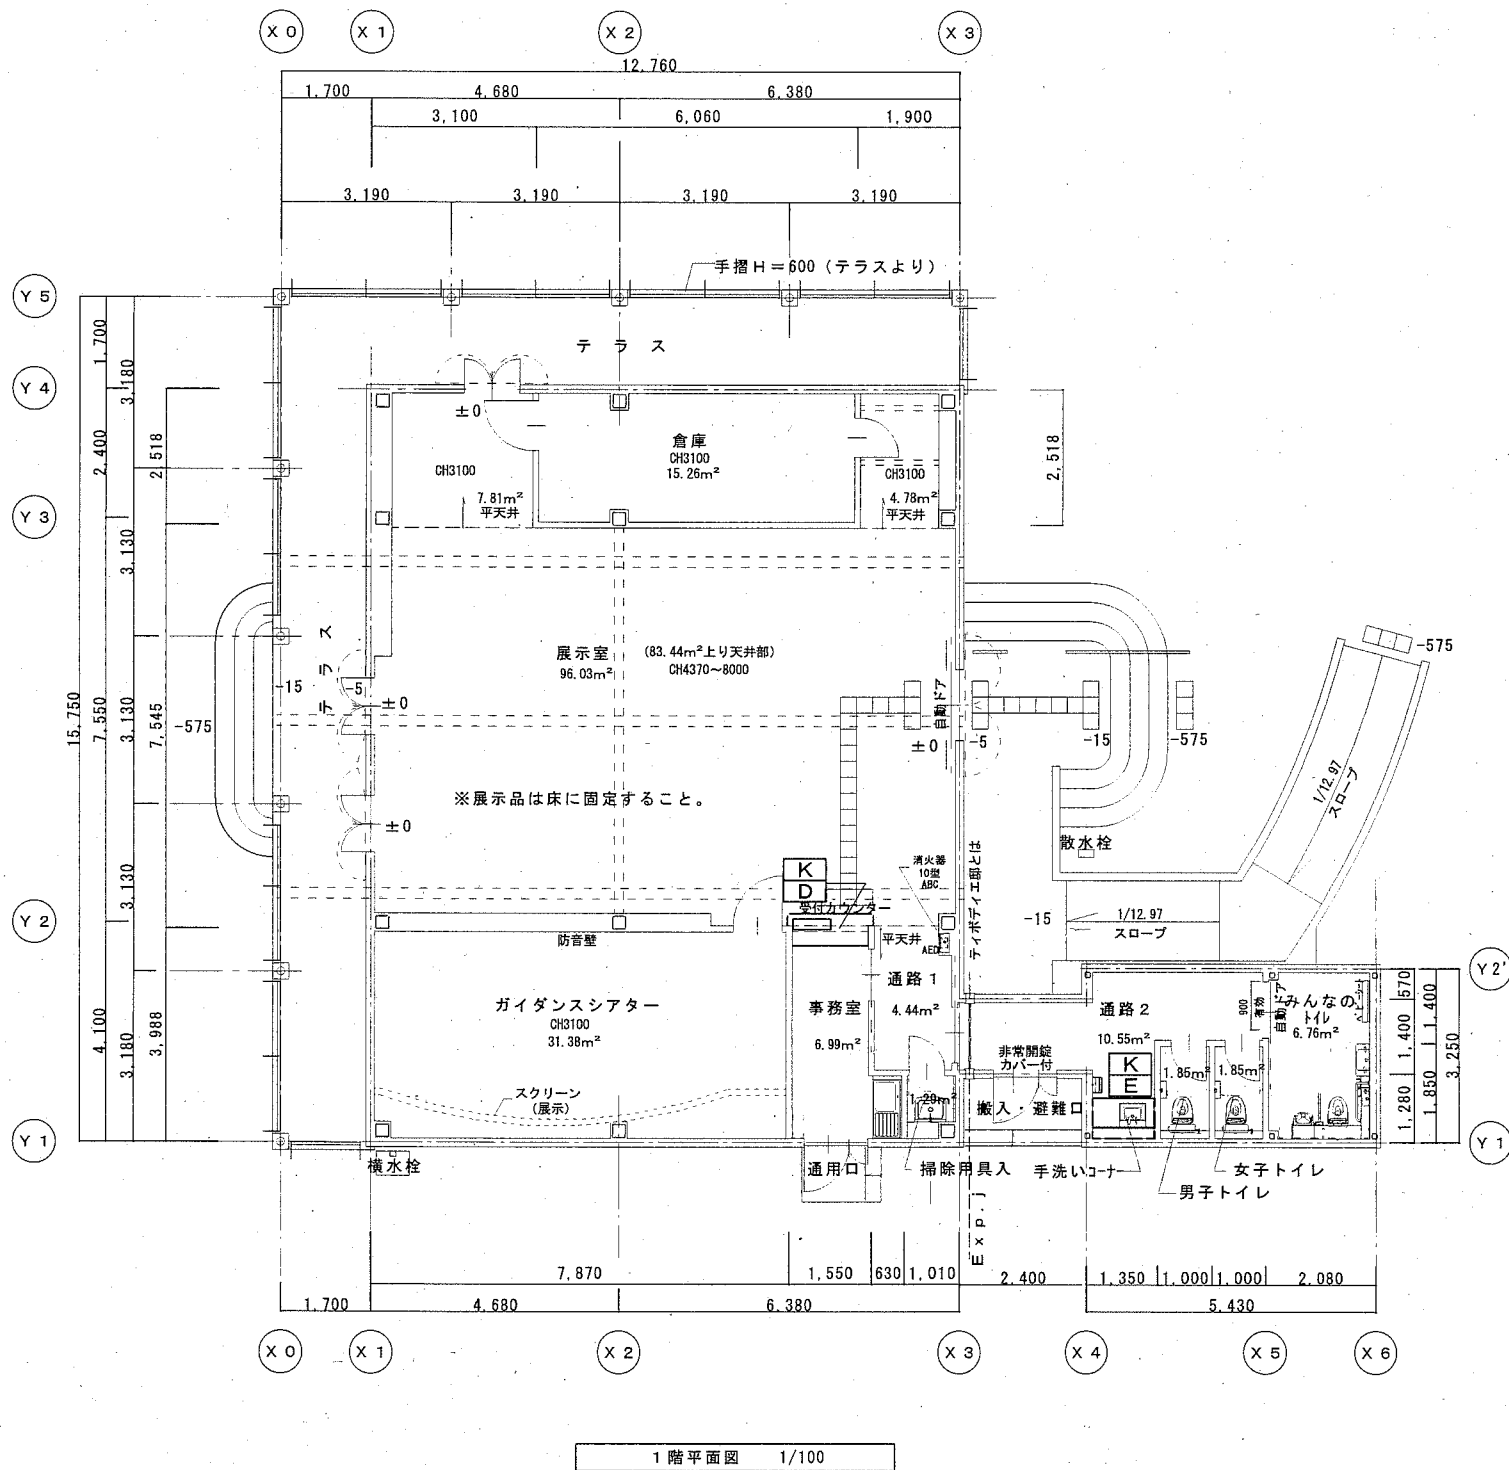 X0 X1 X2 X3
12,760
1,700 4,680 6,380
3,100 6,060 1,900
3,190 3,190 3,190 3,190
手摺H=600(テラスより)
Y5
Y4
Y3
Y2
Y1
15,750
1,700
2,400
7,550
4,100
3,180
3,130
3,130
3,130
3,180
2,518
7,545
3,988
テラス
±0
CH3100
7.81m²
平天井
倉庫
CH3100
15.26m²
CH3100
4.78m²
平天井
2,518
テラス
-15
-5
±0
-575
±0
展示室
96.03m²
(83.44m²上り天井部)
CH4370~8000
※展示品は床に固定すること。
自動ドア
±0
-5
-15
-575
-575
1/12.97
スロープ
散水栓
-15
1/12.97
スロープ
K
D
受付カウンター
消火器
10型
ABC
防音壁
平天井
AED
通路1
4.44m²
ガイダンスシアター
CH3100
31.38m²
スクリーン
(展示)
事務室
6.99m²
1.20m²
通路2
10.55m²
非常開錠
カバー付
搬入・避難口
K
E
1.85m²
1.85m²
900
有効
自動ドア
みんなの
トイレ
6.76m²
Y2'
Y1
570
1,400
1,280
1,400
1,850
3,250
横水栓
通用口
掃除用具入
手洗いコーナー
男子トイレ
女子トイレ
Exp.j
7,870 1,550 630 1,010 2,400 1,350 1,000 1,000 2,080
1,700 4,680 6,380 5,430
X0 X1 X2 X3 X4 X5 X6
1階平面図 1/100